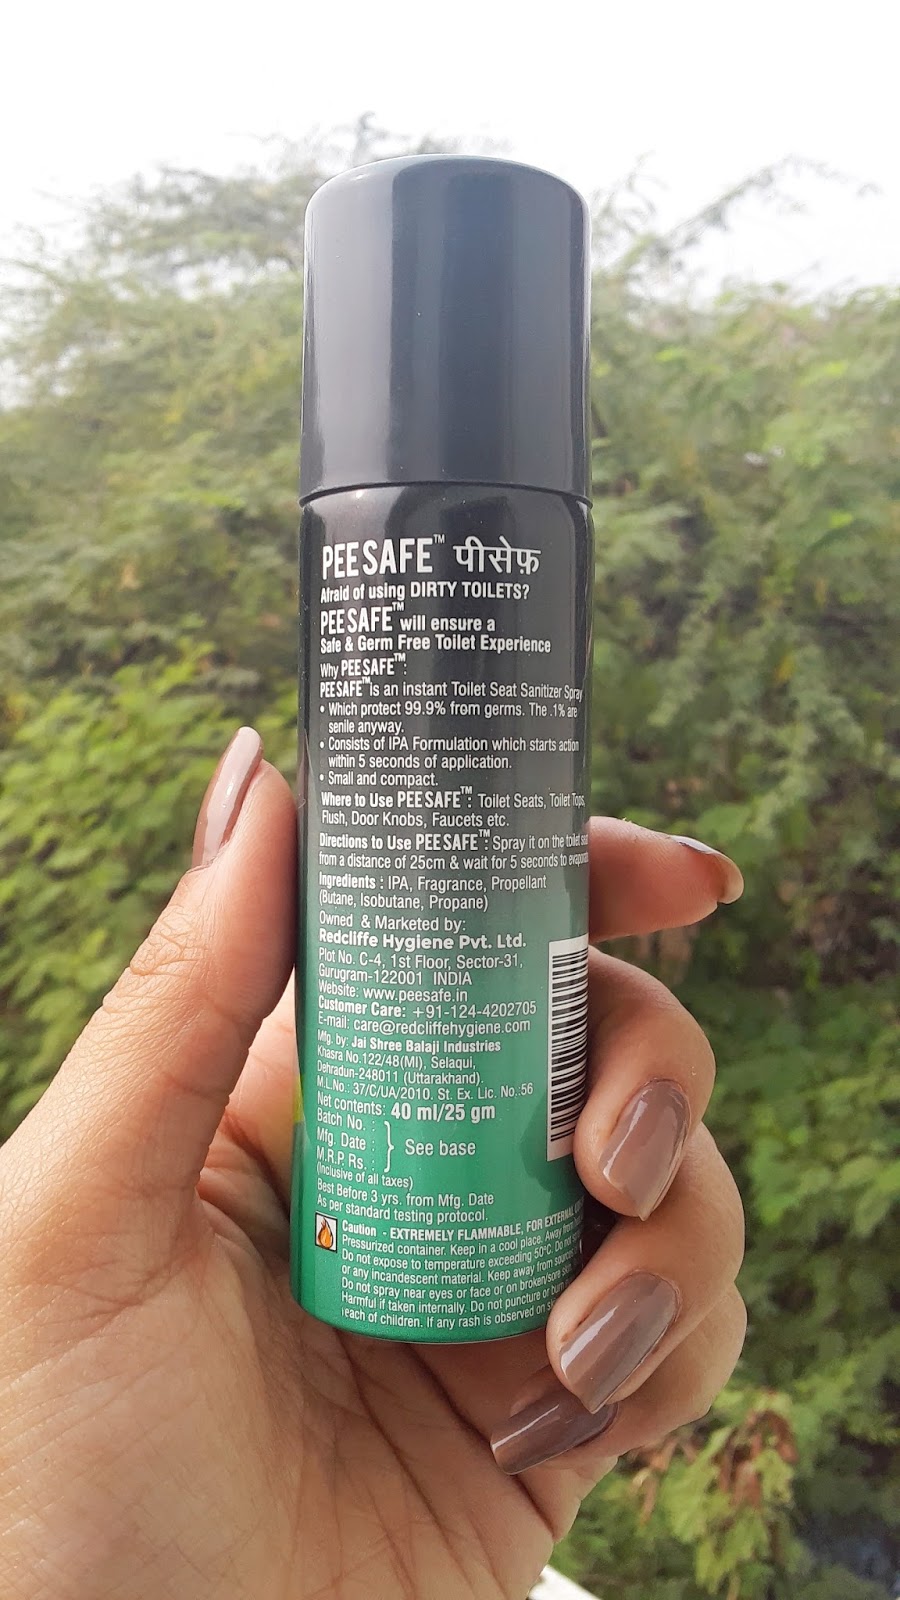 PEE SAFE™ पीसेफ़
Afraid of using DIRTY TOILETS?
PEE SAFE™ will ensure a
Safe & Germ Free Toilet Experience
Why PEE SAFE™:
PEE SAFE™ is an instant Toilet Seat Sanitizer Spray
• Which protect 99.9% from germs. The .1% are
senile anyway.
• Consists of IPA Formulation which starts action
within 5 seconds of application.
• Small and compact.
Where to Use PEE SAFE™: Toilet Seats, Toilet Tops,
Flush, Door Knobs, Faucets etc.
Directions to Use PEE SAFE™: Spray it on the toilet seat
from a distance of 25cm & wait for 5 seconds to
Ingredients : IPA, Fragrance, Propellant
(Butane, Isobutane, Propane)
Owned & Marketed by:
Redcliffe Hygiene Pvt. Ltd.
Plot No. C-4, 1st Floor, Sector-31,
Gurugram-122001 INDIA
Website: www.peesafe.in
Customer Care: +91-124-4202705
E-mail: care@redcliffehygiene.com
Mfg. by: Jai Shree Balaji Industries
Khasra No.122/48(MI), Selaqui,
Dehradun-248011 (Uttarakhand).
M.L.No.: 37/C/UA/2010. St. Ex. Lic. No.:56
Net contents: 40 ml/25 gm
Batch No. :
Mfg. Date : } See base
M.R.P. Rs. :
(Inclusive of all taxes)
Best Before 3 yrs. from Mfg. Date
As per standard testing protocol.
Caution - EXTREMELY FLAMMABLE, FOR EXTERNAL
Pressurized container. Keep in a cool place. Away from
Do not expose to temperature exceeding 50°C. Do not
or any incandescent material. Keep away from sources
Do not spray near eyes or face or on broken/sore skin.
Harmful if taken internally. Do not puncture or burn
reach of children. If any rash is observed on